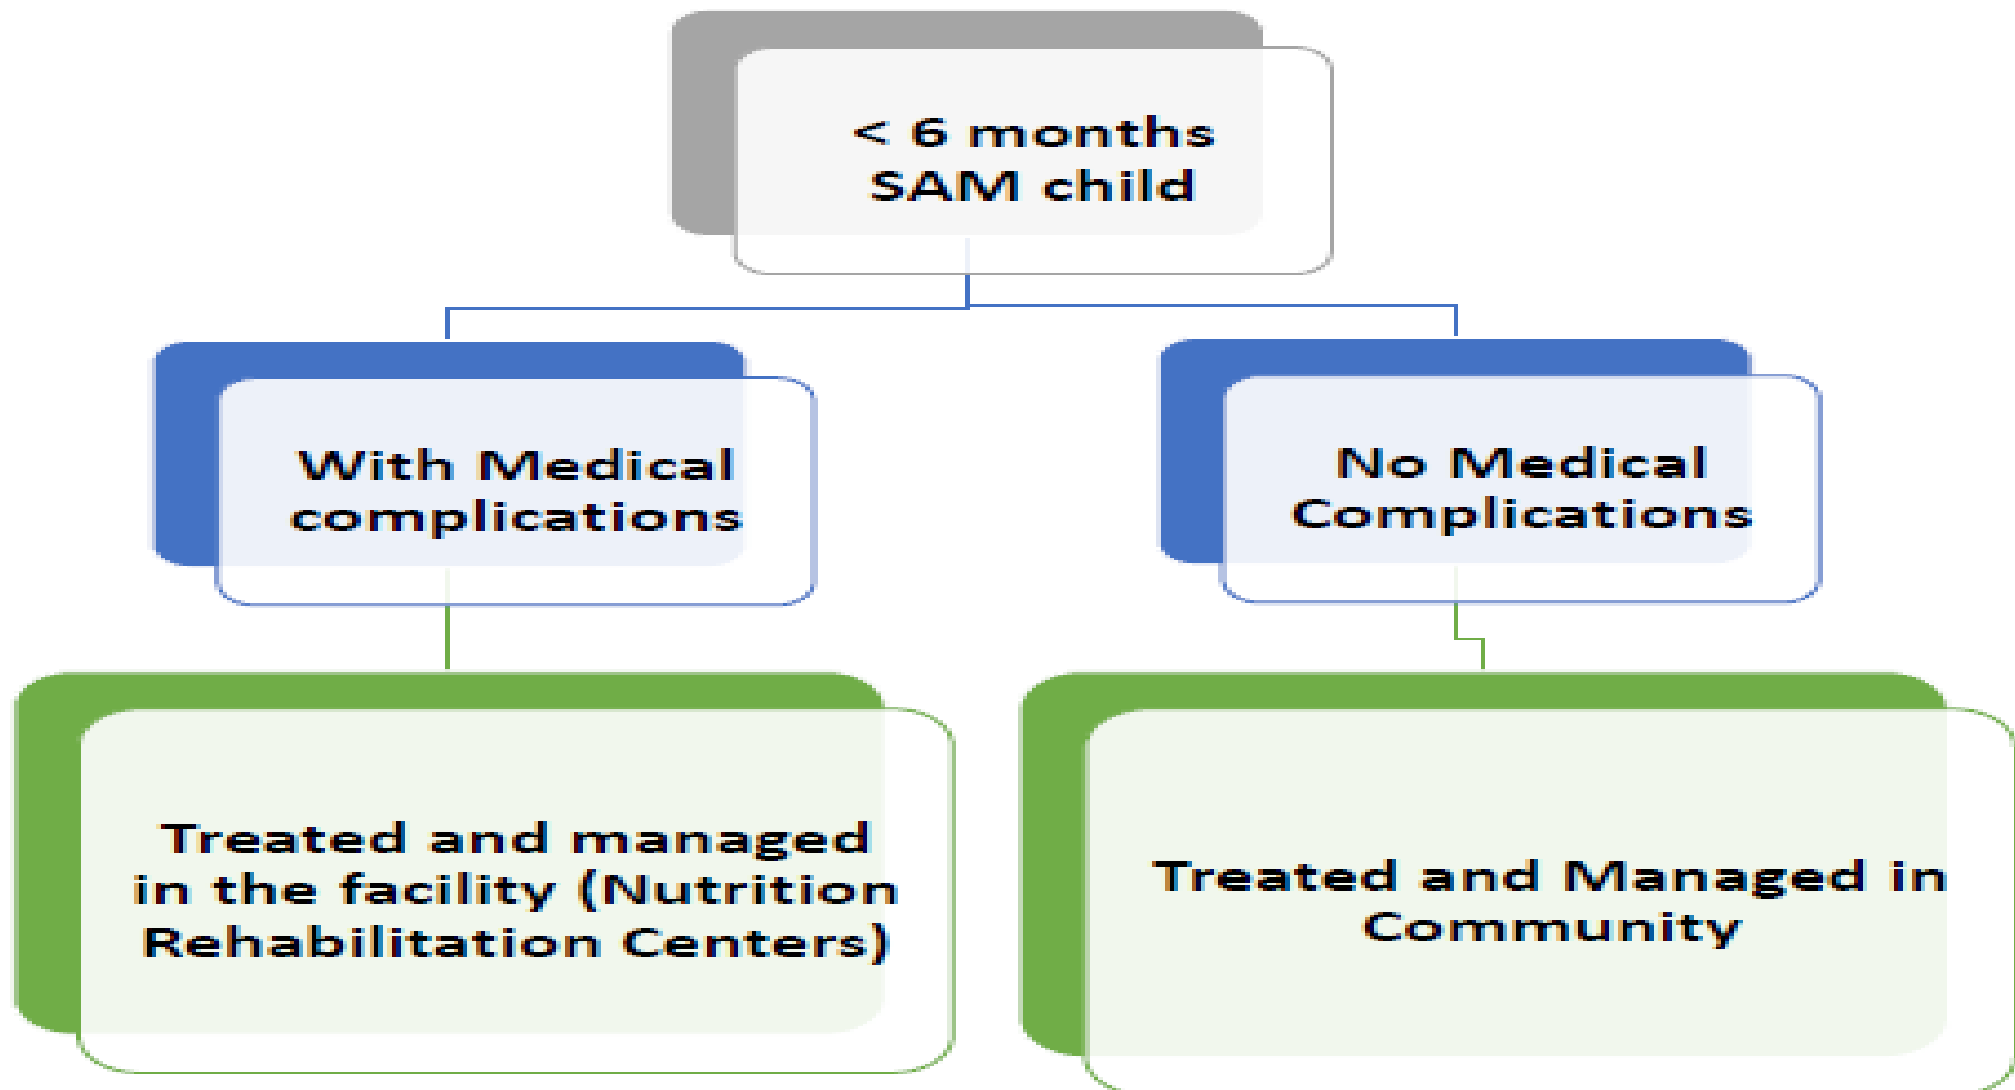 < 6 months
SAM child
With Medical
complications
No Medical
Complications
Treated and managed
in the facility (Nutrition
Rehabilitation Centers)
Treated and Managed in
Community